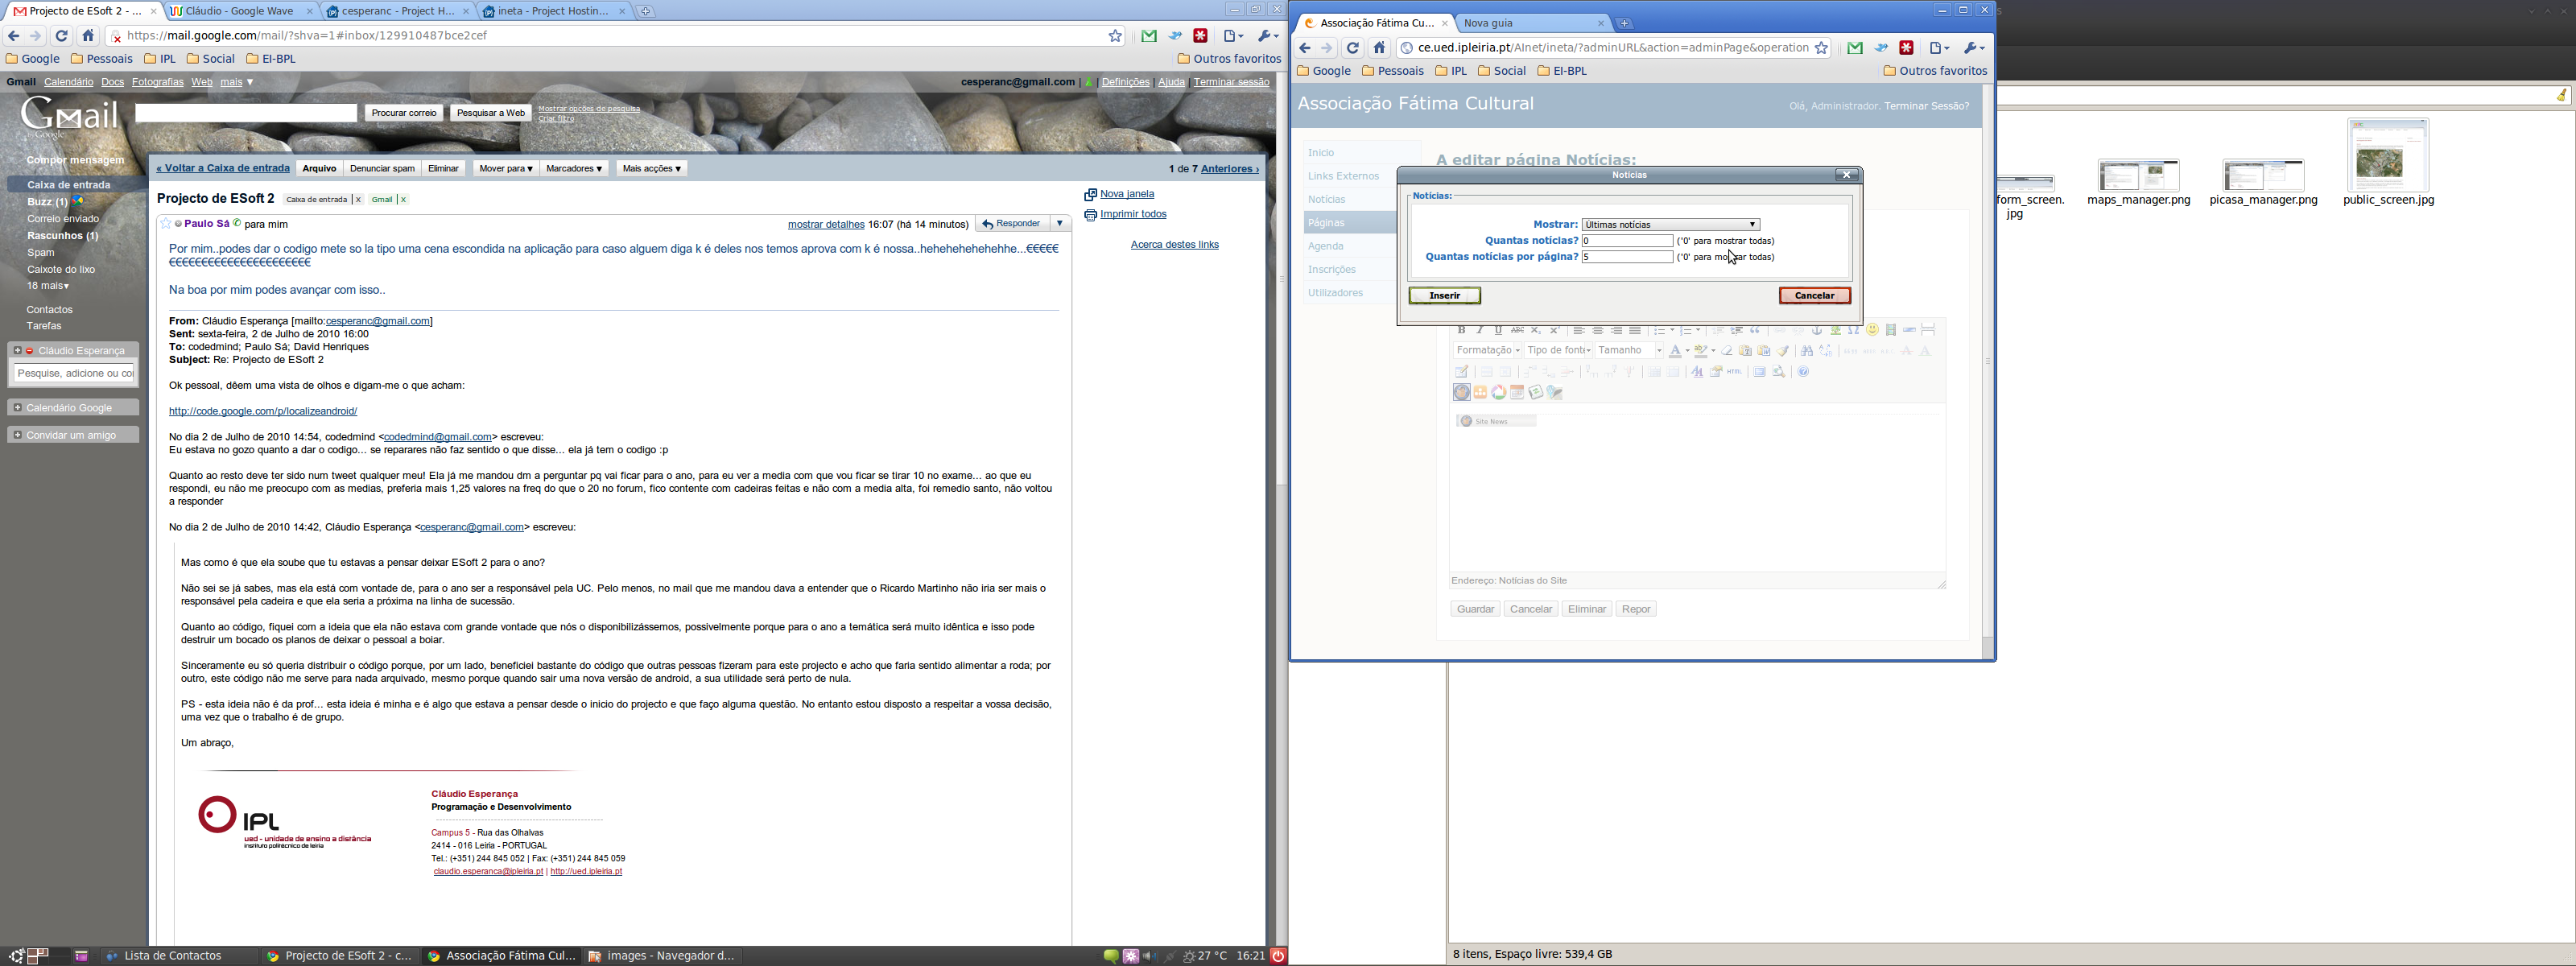 Projecto de ESoft 2 - ...
Cláudio - Google Wave
cesperanc - Project H...
ineta - Project Hostin...
https://mail.google.com/mail/?shva=1#inbox/129910487bce2cef
Google Pessoais IPL Social EI-BPL
Outros favoritos
Gmail Calendário Docs Fotografias Web mais ▼
cesperanc@gmail.com | | Definições | Ajuda | Terminar sessão
Gmail
by Google
Procurar correio Pesquisar a Web
Mostrar opções de pesquisa
Criar filtro
Compor mensagem
Caixa de entrada
Buzz (1)
Correio enviado
Rascunhos (1)
Spam
Caixote do lixo
18 mais▼
Contactos
Tarefas
Cláudio Esperança
Pesquise, adicione ou cor
Calendário Google
Convidar um amigo
« Voltar a Caixa de entrada Arquivo Denunciar spam Eliminar Mover para ▾ Marcadores ▾ Mais acções ▾
1 de 7 Anteriores ›
Projecto de ESoft 2 Caixa de entrada | X Gmail | X
Paulo Sá para mim
mostrar detalhes 16:07 (há 14 minutos) Responder
Nova janela
Imprimir todos
Acerca destes links
Por mim..podes dar o codigo mete so la tipo uma cena escondida na aplicação para caso alguem diga k é deles nos temos aprova com k é nossa..hehehehehehehhe...€€€€€
€€€€€€€€€€€€€€€€€€€€€€
Na boa por mim podes avançar com isso..
From: Cláudio Esperança [mailto:cesperanc@gmail.com]
Sent: sexta-feira, 2 de Julho de 2010 16:00
To: codedmind; Paulo Sá; David Henriques
Subject: Re: Projecto de ESoft 2
Ok pessoal, dêem uma vista de olhos e digam-me o que acham:
http://code.google.com/p/localizeandroid/
No dia 2 de Julho de 2010 14:54, codedmind <codedmind@gmail.com> escreveu:
Eu estava no gozo quanto a dar o codigo... se reparares não faz sentido o que disse... ela já tem o codigo :p
Quanto ao resto deve ter sido num tweet qualquer meu! Ela já me mandou dm a perguntar pq vai ficar para o ano, para eu ver a media com que vou ficar se tirar 10 no exame... ao que eu
respondi, eu não me preocupo com as medias, preferia mais 1,25 valores na freq do que o 20 no forum, fico contente com cadeiras feitas e não com a media alta, foi remedio santo, não voltou
a responder
No dia 2 de Julho de 2010 14:42, Cláudio Esperança <cesperanc@gmail.com> escreveu:
Mas como é que ela soube que tu estavas a pensar deixar ESoft 2 para o ano?
Não sei se já sabes, mas ela está com vontade de, para o ano ser a responsável pela UC. Pelo menos, no mail que me mandou dava a entender que o Ricardo Martinho não iria ser mais o
responsável pela cadeira e que ela seria a próxima na linha de sucessão.
Quanto ao código, fiquei com a ideia que ela não estava com grande vontade que nós o disponibilizássemos, possivelmente porque para o ano a temática será muito idêntica e isso pode
destruir um bocado os planos de deixar o pessoal a boiar.
Sinceramente eu só queria distribuir o código porque, por um lado, beneficiei bastante do código que outras pessoas fizeram para este projecto e acho que faria sentido alimentar a roda; por
outro, este código não me serve para nada arquivado, mesmo porque quando sair uma nova versão de android, a sua utilidade será perto de nula.
PS - esta ideia não é da prof... esta ideia é minha e é algo que estava a pensar desde o inicio do projecto e que faço alguma questão. No entanto estou disposto a respeitar a vossa decisão,
uma vez que o trabalho é de grupo.
Um abraço,
IPL
ued - unidade de ensino a distância
instituto politécnico de leiria
Cláudio Esperança
Programação e Desenvolvimento
Campus 5 - Rua das Olhalvas
2414 - 016 Leiria - PORTUGAL
Tel.: (+351) 244 845 052 | Fax: (+351) 244 845 059
claudio.esperanca@ipleiria.pt | http://ued.ipleiria.pt
Lista de Contactos
Projecto de ESoft 2 - c...
Associação Fátima Cul...
images - Navegador d...
27 °C 16:21
Associação Fátima Cu...
Nova guia
ce.ued.ipleiria.pt/AInet/ineta/?adminURL&action=adminPage&operation
Google Pessoais IPL Social EI-BPL
Outros favoritos
Associação Fátima Cultural
Olá, Administrador. Terminar Sessão?
Inicio
Links Externos
Notícias
Páginas
Agenda
Inscrições
Utilizadores
A editar página Notícias:
Notícias
Notícias:
Mostrar: Últimas notícias
Quantas notícias? 0 ('0' para mostrar todas)
Quantas notícias por página? 5 ('0' para mostrar todas)
Inserir Cancelar
B I U ABC
Formatação Tipo de font Tamanho
HTML
Site News
Endereço: Notícias do Site
Guardar Cancelar Eliminar Repor
form_screen.
jpg
maps_manager.png
picasa_manager.png
public_screen.jpg
8 itens, Espaço livre: 539,4 GB